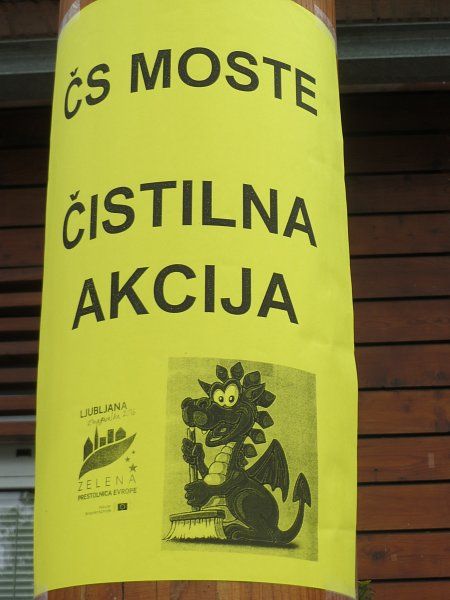 ČS MOSTE
ČISTILNA
AKCIJA
LJUBLJANA
ZELENA
PRESTOLNICA EVROPE